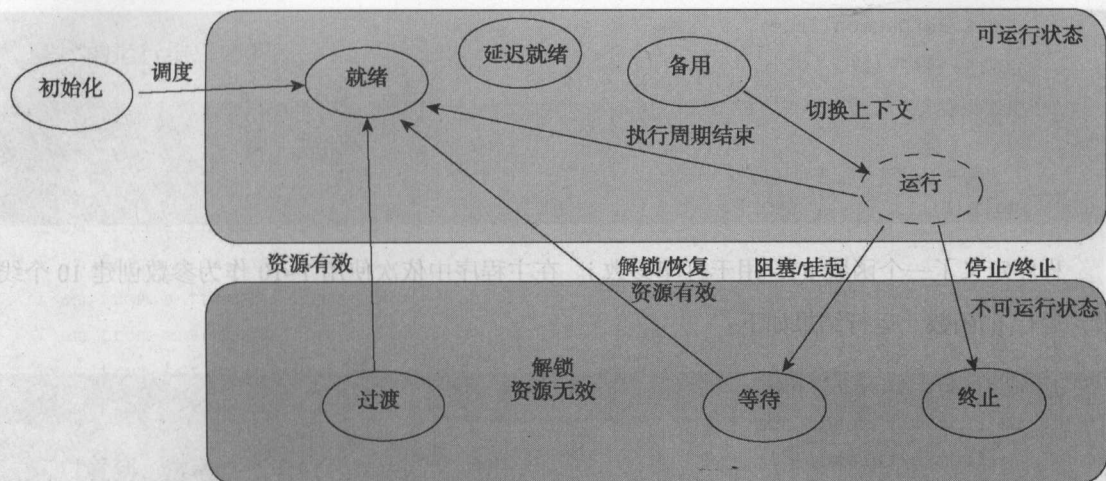 可运行状态
延迟就绪
备用
初始化
调度
就绪
切换上下文
执行周期结束
运行
资源有效
解锁/恢复
资源有效
阻塞/挂起
停止/终止
不可运行状态
解锁
资源无效
过渡
等待
终止